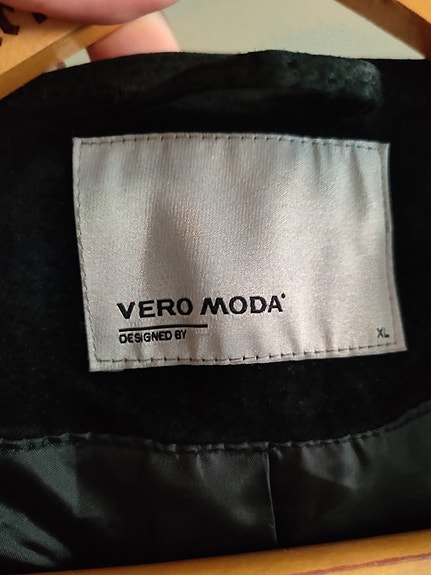 VERO MODA
DESIGNED BY
XL